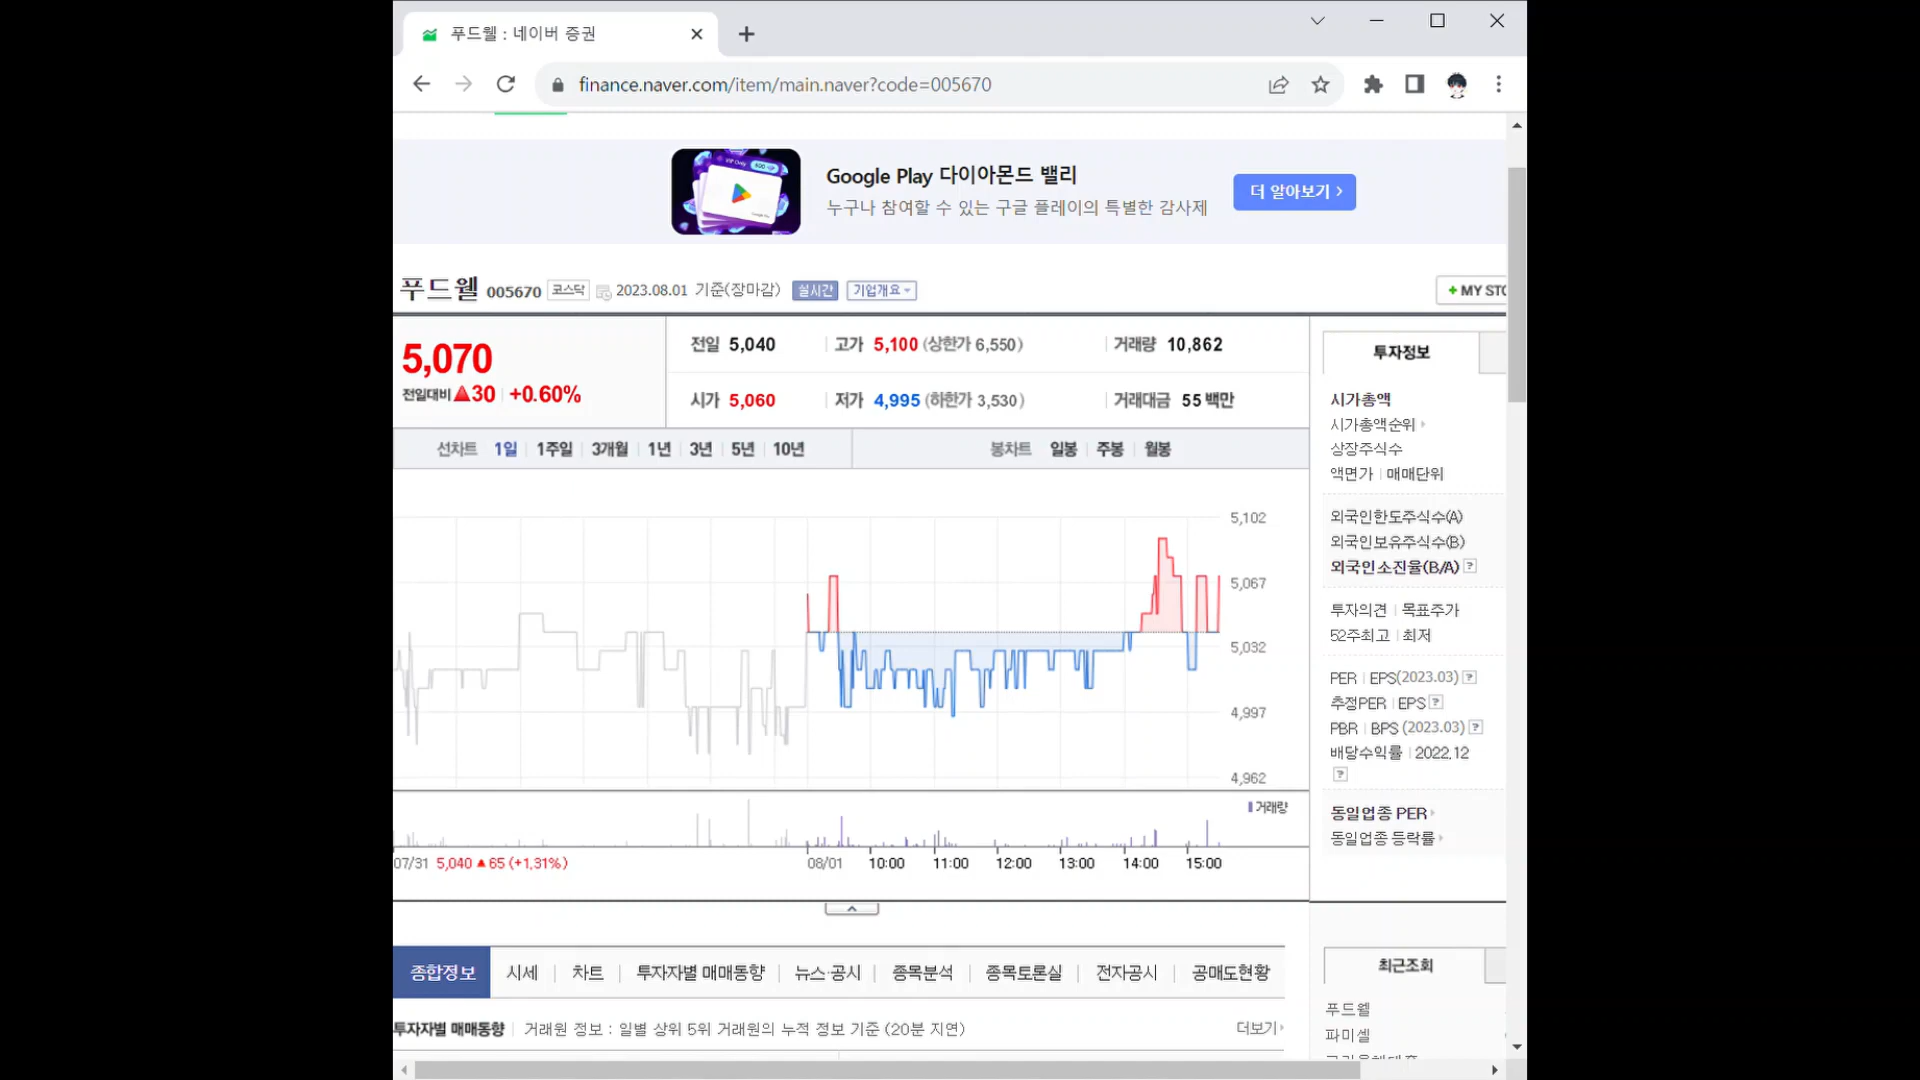 푸드웰 : 네이버 증권
finance.naver.com/item/main.naver?code=005670
Google Play 다이아몬드 밸리
누구나 참여할 수 있는 구글 플레이의 특별한 감사제
더 알아보기 >
푸드웰 005670 코스닥 2023.08.01 기준(장마감) 실시간 기업개요
+ MY STO
5,070
전일대비 ▲30 +0.60%
전일 5,040 고가 5,100 (상한가 6,550) 거래량 10,862
시가 5,060 저가 4,995 (하한가 3,530) 거래대금 55 백만
선차트 1일 1주일 3개월 1년 3년 5년 10년 봉차트 일봉 주봉 월봉
5,102
5,067
5,032
4,997
4,962
거래량
07/31 5,040 ▲65 (+1,31%) 08/01 10:00 11:00 12:00 13:00 14:00 15:00
투자정보
시가총액
시가총액순위
상장주식수
액면가 | 매매단위
외국인한도주식수(A)
외국인보유주식수(B)
외국인소진율(B/A) ?
투자의견 | 목표주가
52주최고 | 최저
PER | EPS(2023.03) ?
추정PER | EPS ?
PBR | BPS (2023.03) ?
배당수익률 | 2022.12
?
동일업종 PER
동일업종 등락률
종합정보 시세 차트 투자자별 매매동향 뉴스·공시 종목분석 종목토론실 전자공시 공매도현황
투자자별 매매동향 거래원 정보 : 일별 상위 5위 거래원의 누적 정보 기준 (20분 지연) 더보기
최근조회
푸드웰
파미셀